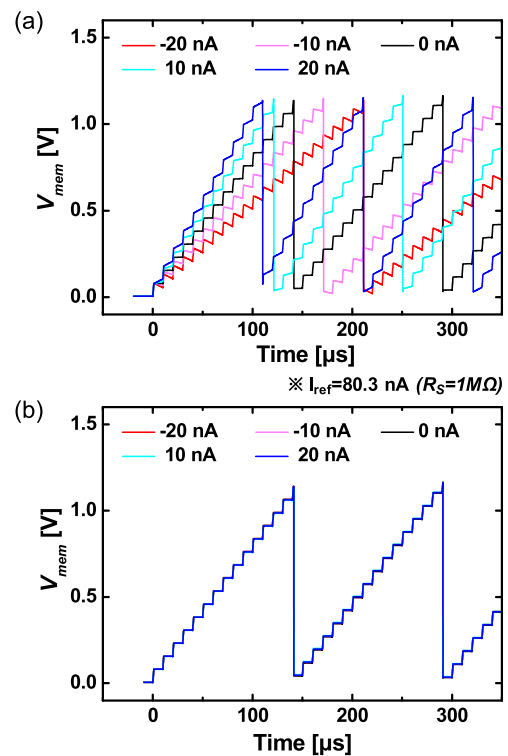 (a)
-20 nA -10 nA 0 nA
10 nA 20 nA
1.5
1.0
0.5
0.0
V_mem [V]
0 100 200 300
Time [µs]
※ I_ref=80.3 nA (R_S=1MΩ)
(b)
-20 nA -10 nA 0 nA
10 nA 20 nA
1.5
1.0
0.5
0.0
V_mem [V]
0 100 200 300
Time [µs]